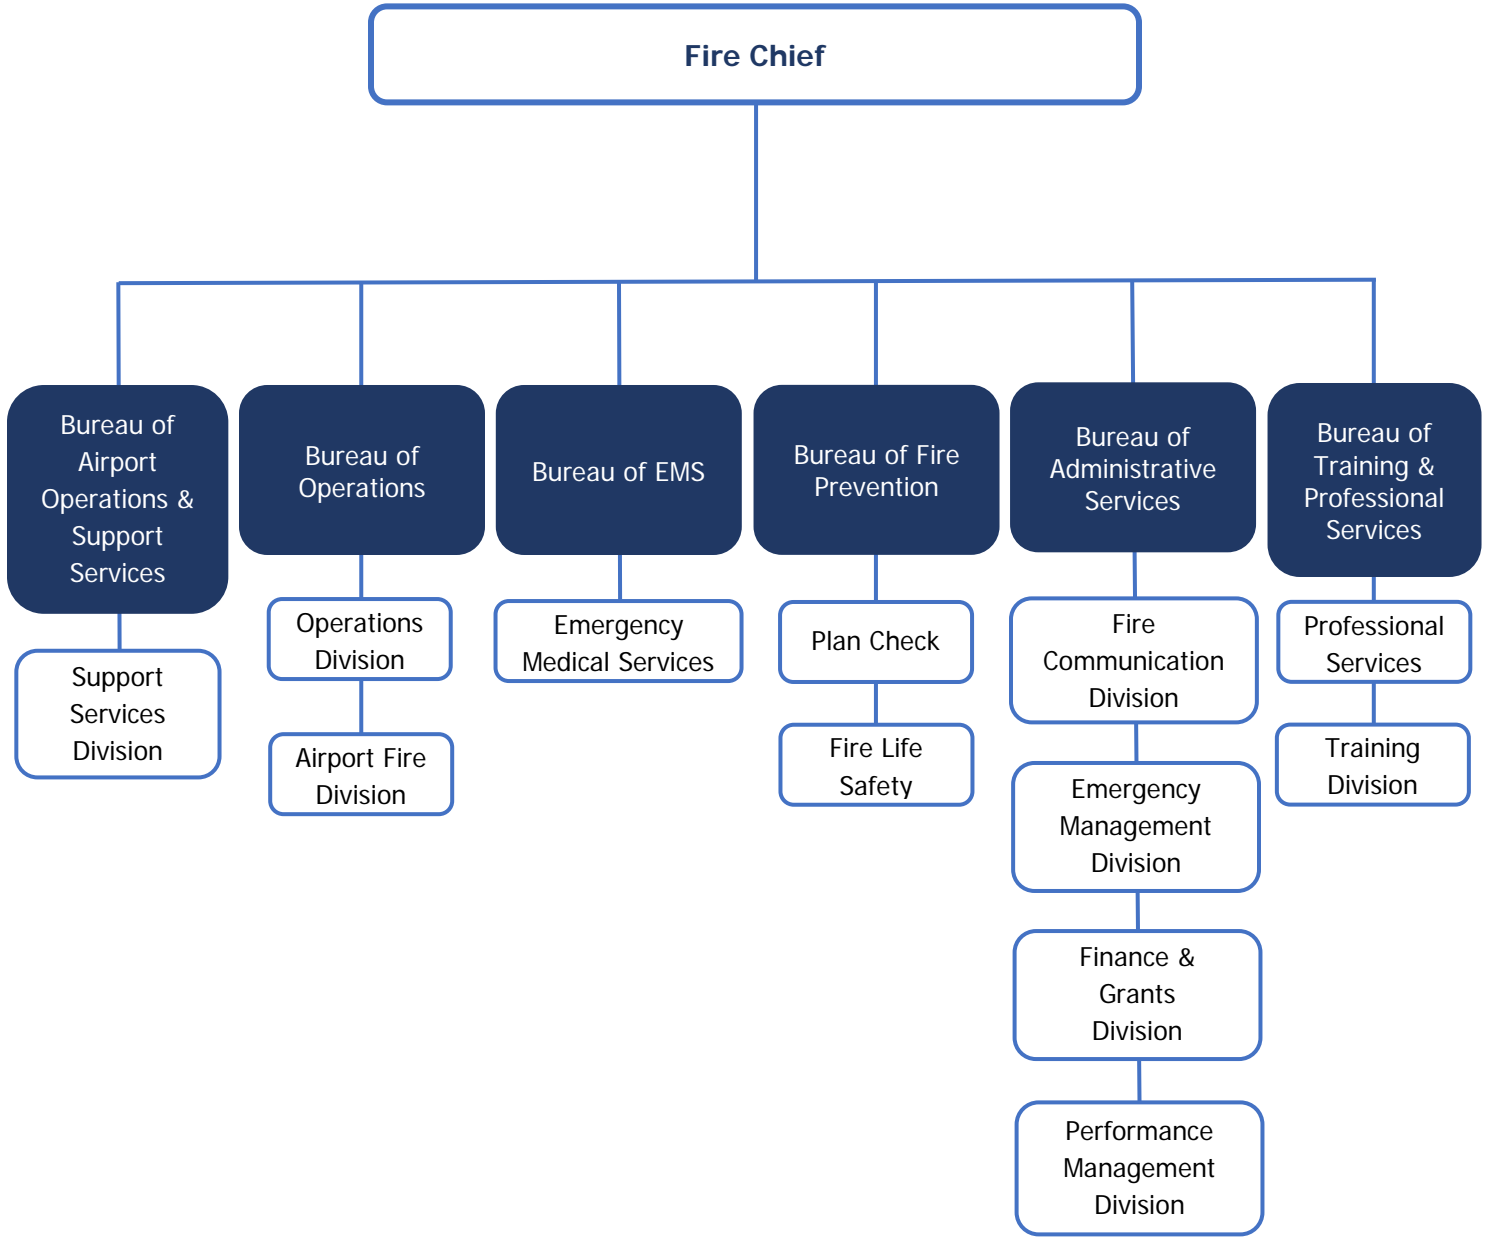 Fire Chief
Bureau of
Airport
Operations &
Support
Services
Bureau of
Operations
Bureau of EMS
Bureau of Fire
Prevention
Bureau of
Administrative
Services
Bureau of
Training &
Professional
Services
Support
Services
Division
Operations
Division
Airport Fire
Division
Emergency
Medical Services
Plan Check
Fire Life
Safety
Fire
Communication
Division
Emergency
Management
Division
Finance &
Grants
Division
Performance
Management
Division
Professional
Services
Training
Division